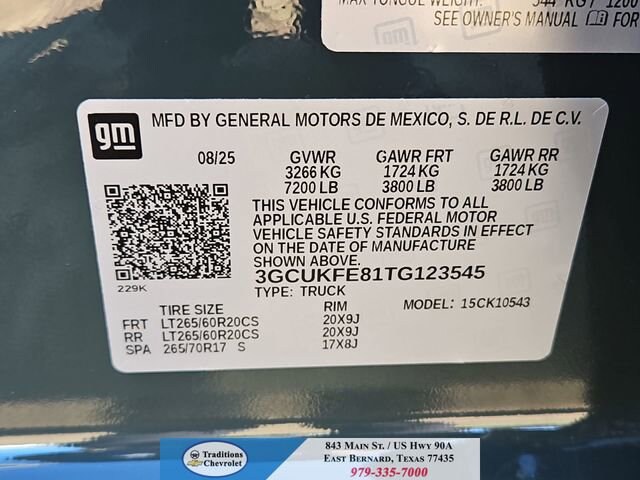 MAX TONGUE WEIGHT: 544 KG / 1200
SEE OWNER'S MANUAL FOR
gm
gm
MFD BY GENERAL MOTORS DE MEXICO, S. DE R.L. DE C.V.
08/25 GVWR GAWR FRT GAWR RR
3266 KG 1724 KG 1724 KG
7200 LB 3800 LB 3800 LB
THIS VEHICLE CONFORMS TO ALL
APPLICABLE U.S. FEDERAL MOTOR
VEHICLE SAFETY STANDARDS IN EFFECT
ON THE DATE OF MANUFACTURE
SHOWN ABOVE.
229K 3GCUKFE81TG123545
TYPE: TRUCK MODEL: 15CK10543
TIRE SIZE RIM
FRT LT265/60R20CS 20X9J
RR LT265/60R20CS 20X9J
SPA 265/70R17 S 17X8J
Traditions
Chevrolet
843 MAIN ST. / US HWY 90A
EAST BERNARD, TEXAS 77435
979-335-7000